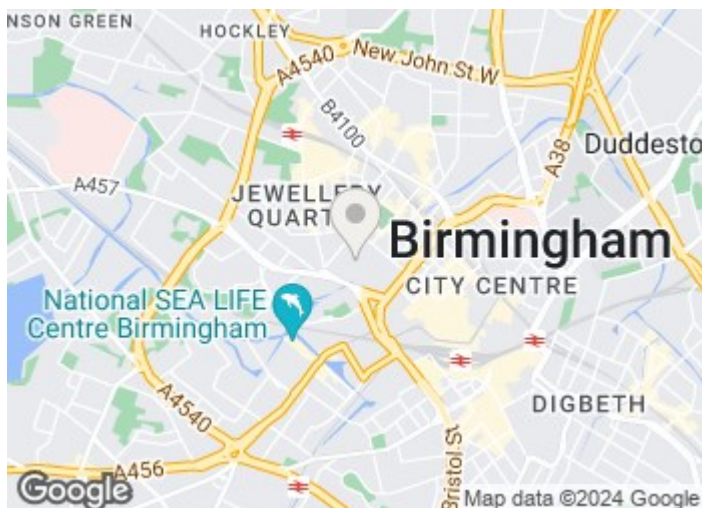 NSON GREEN
HOCKLEY
A4540
New John St W
B4100
A38
Duddesto
A457
JEWELLERY
QUART
Birmingham
CITY CENTRE
National SEA LIFE
Centre Birmingham
DIGBETH
A4540
A456
Bristol St
Google
Map data ©2024 Google